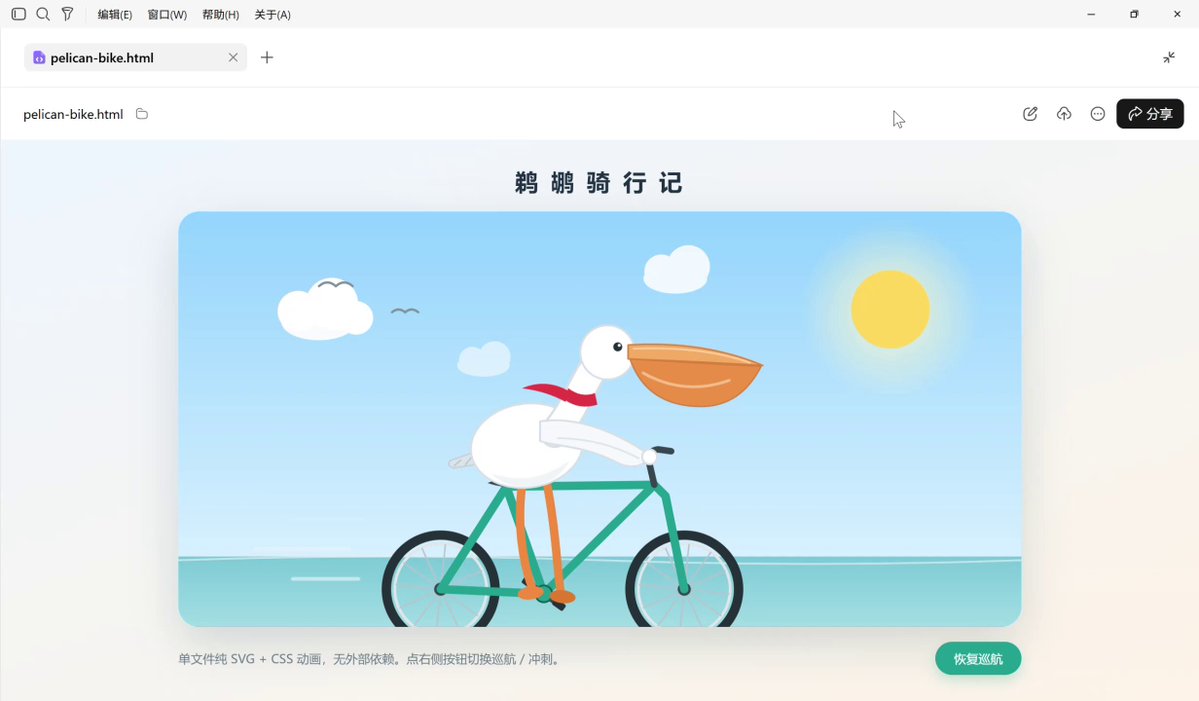 编辑(E) 窗口(W) 帮助(H) 关于(A)
pelican-bike.html
pelican-bike.html
分享
鹈鹕骑行记
单文件纯 SVG + CSS 动画，无外部依赖。点右侧按钮切换巡航 / 冲刺。
恢复巡航